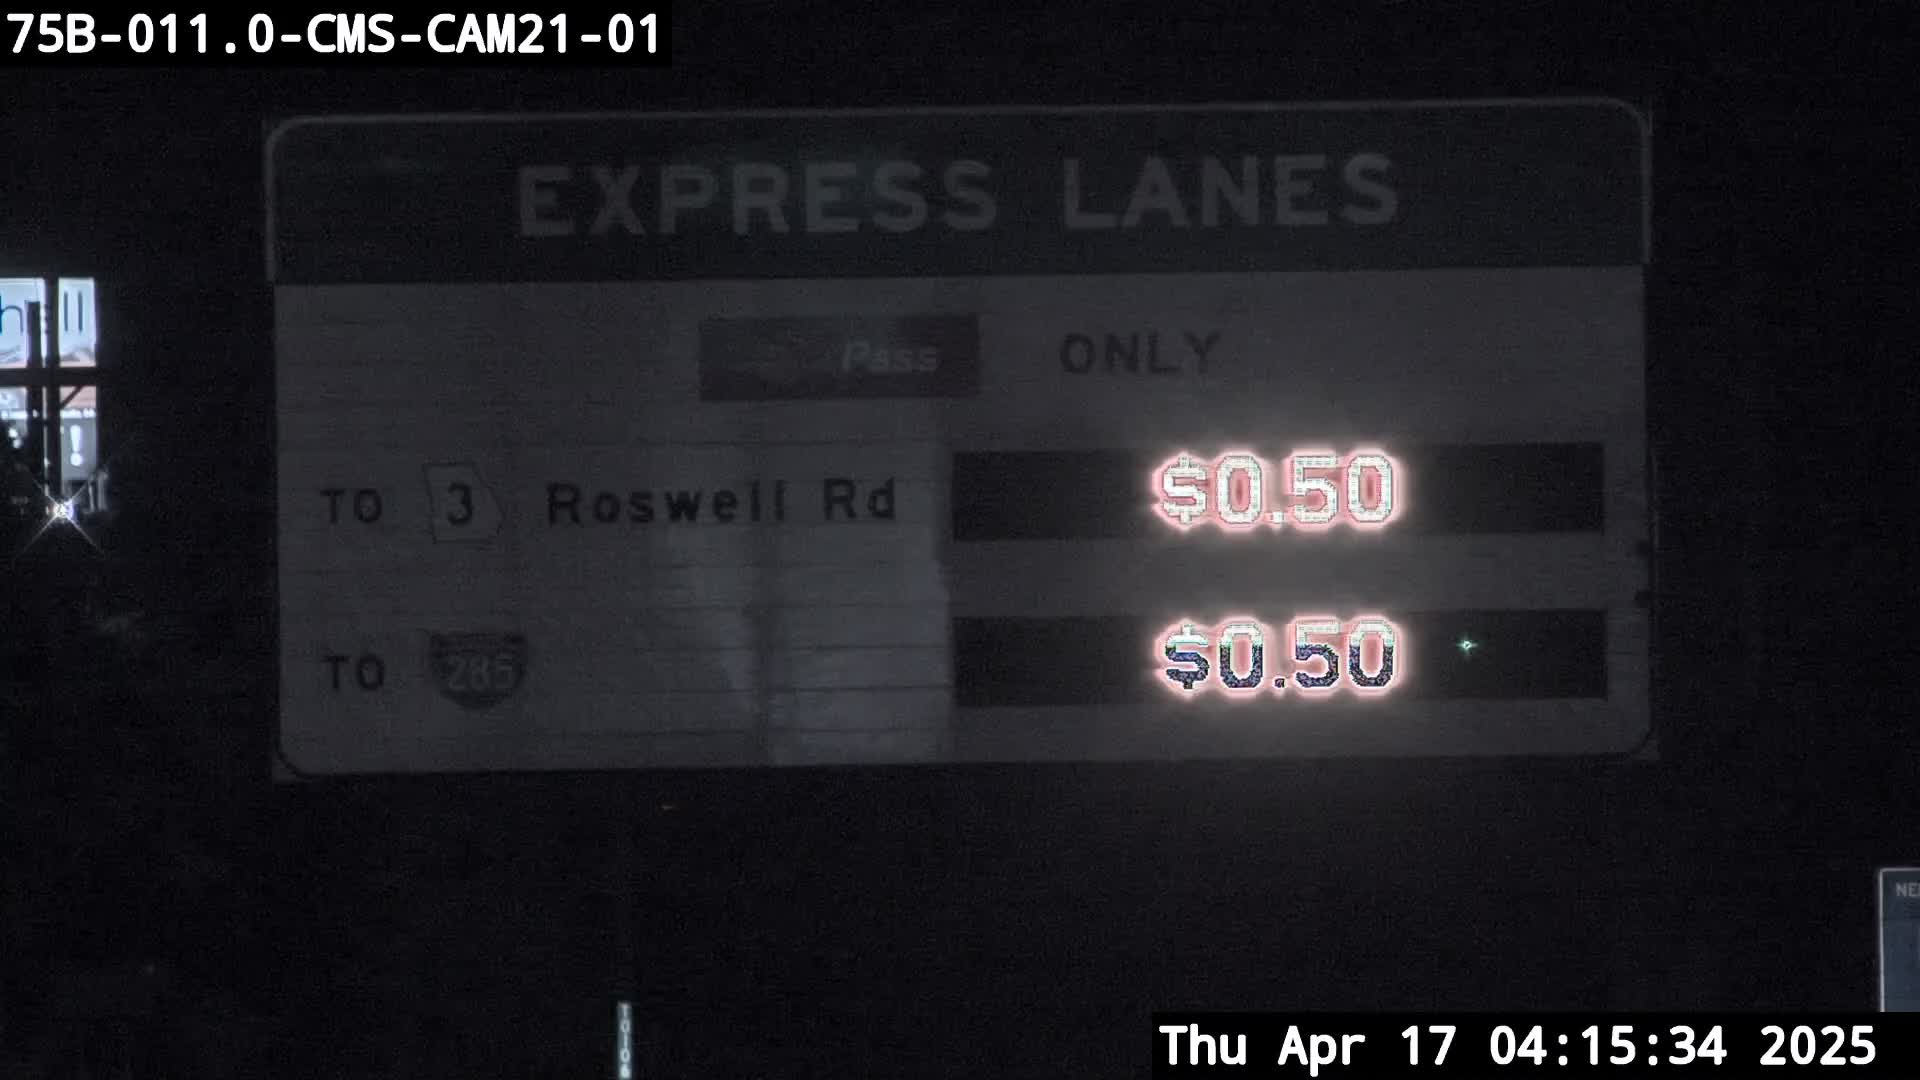 75B-011.0-CMS-CAM21-01
EXPRESS LANES
Pass ONLY
TO 3 Roswell Rd $0.50
TO 285 $0.50
Thu Apr 17 04:15:34 2025